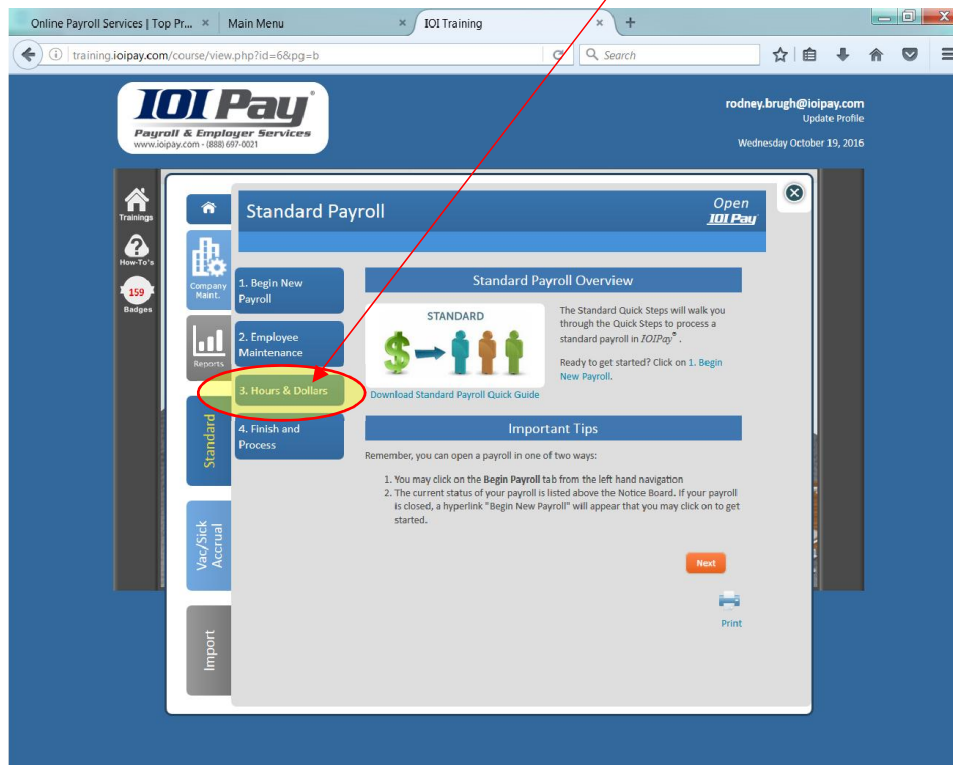 Online Payroll Services | Top Pr... ×
Main Menu ×
IOI Training ×
+
training.ioipay.com/course/view.php?id=6&pg=b
Search
IOI Pay®
Payroll & Employer Services
www.ioipay.com - (888) 697-0021
rodney.brugh@ioipay.com
Update Profile
Wednesday October 19, 2016
Trainings
How-To's
159
Badges
Company
Maint.
Reports
Standard
Vac/Sick
Accrual
Import
Standard Payroll
Open
IOI Pay
1. Begin New
Payroll
2. Employee
Maintenance
3. Hours & Dollars
4. Finish and
Process
Standard Payroll Overview
STANDARD
$
Download Standard Payroll Quick Guide
The Standard Quick Steps will walk you
through the Quick Steps to process a
standard payroll in IOIPay®.
Ready to get started? Click on 1. Begin
New Payroll.
Important Tips
Remember, you can open a payroll in one of two ways:
1. You may click on the Begin Payroll tab from the left hand navigation
2. The current status of your payroll is listed above the Notice Board. If your payroll
is closed, a hyperlink "Begin New Payroll" will appear that you may click on to get
started.
Next
Print